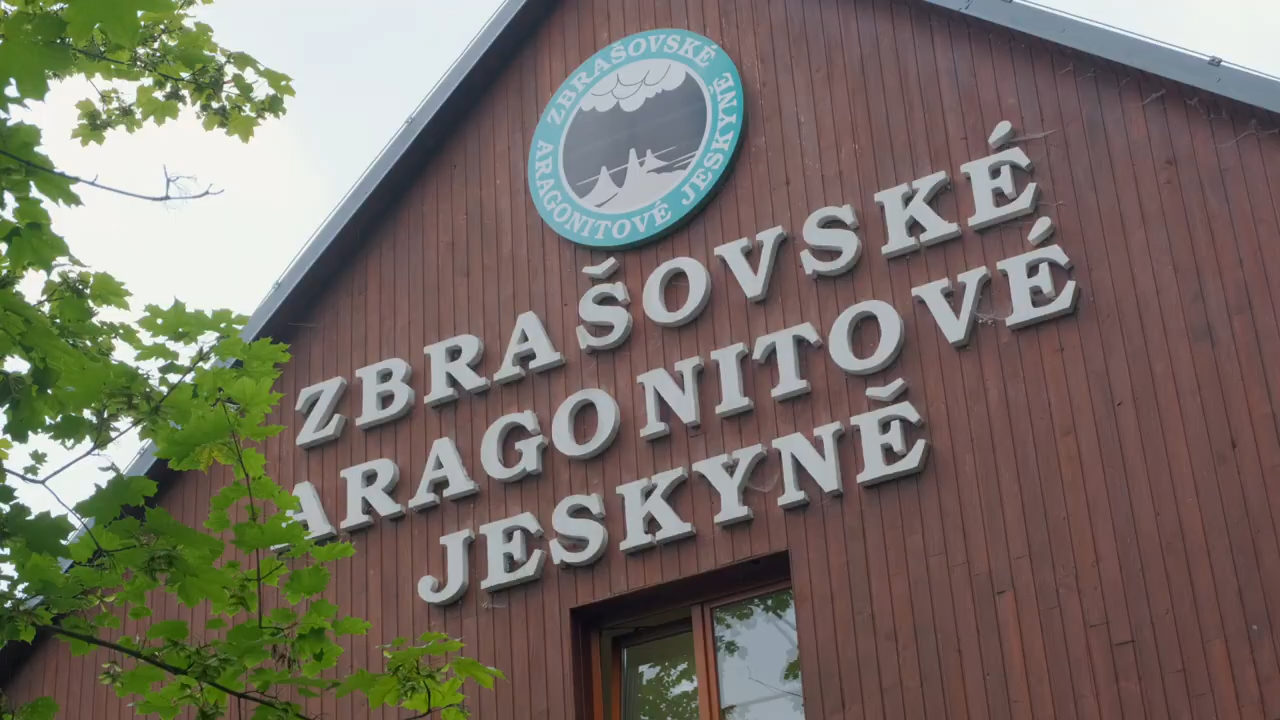 ZBRAŠOVSKÉ
ARAGONITOVÉ JESKYNĚ
ZBRAŠOVSKÉ
ARAGONITOVÉ
JESKYNĚ